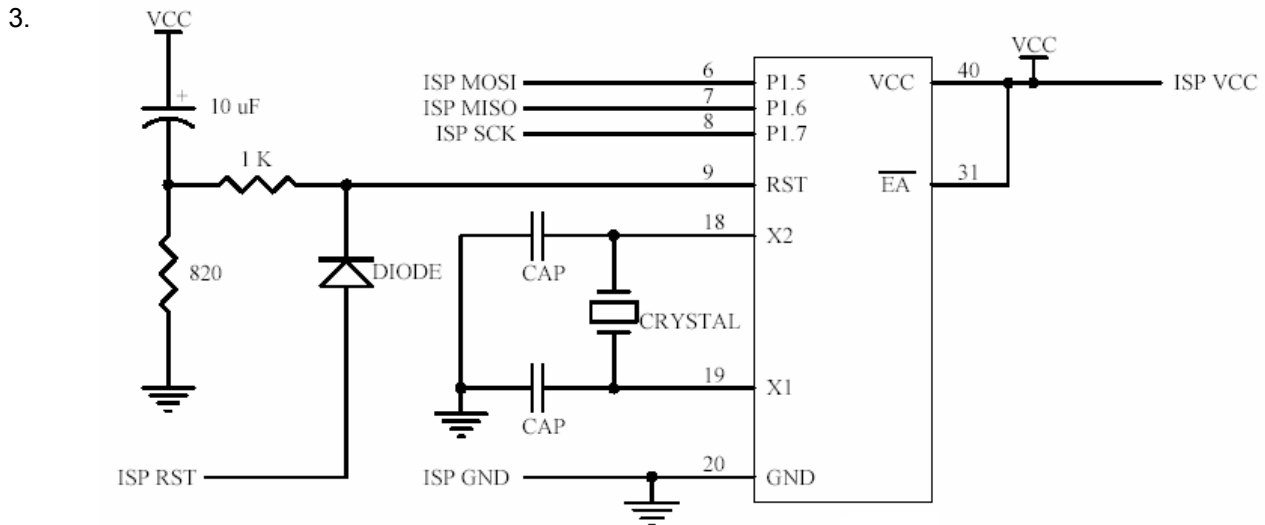 3.
VCC
+
10 uF
1 K
820
DIODE
ISP RST
ISP MOSI
ISP MISO
ISP SCK
6
7
8
9
18
19
20
CAP
CRYSTAL
CAP
ISP GND
P1.5
P1.6
P1.7
RST
X2
X1
GND
VCC
EA
40
31
VCC
ISP VCC